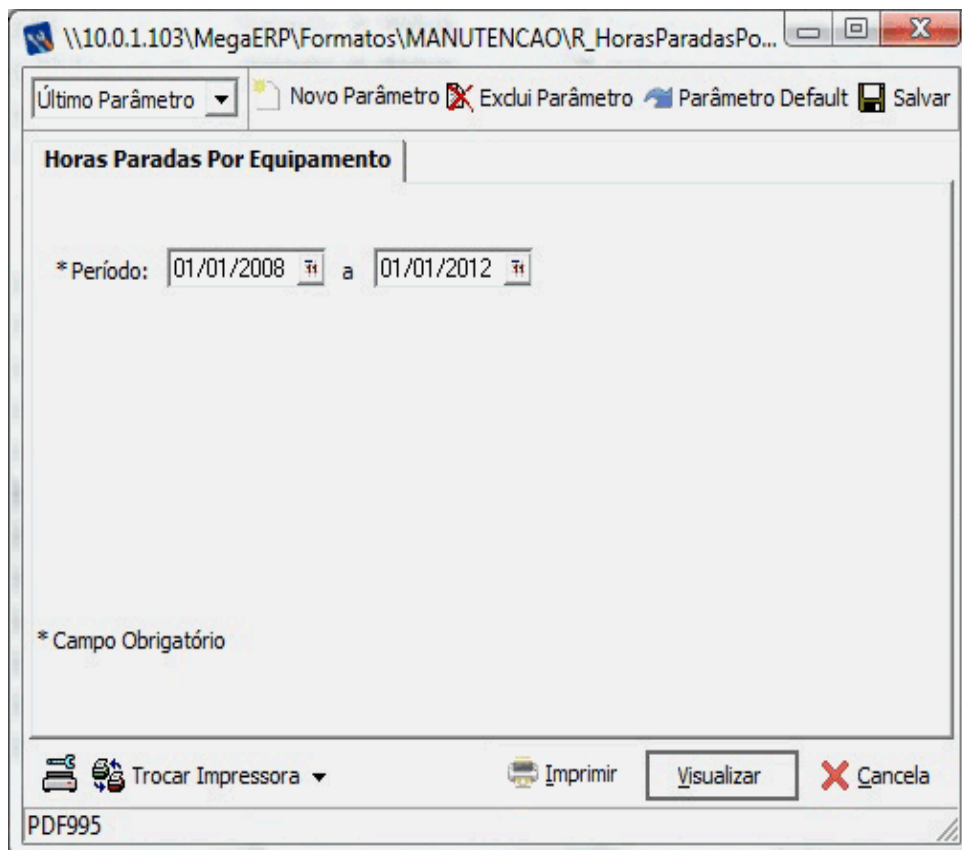 \\10.0.1.103\MegaERP\Formatos\MANUTENCAO\R_HorasParadasPo...
Último Parâmetro Novo Parâmetro Exclui Parâmetro Parâmetro Default Salvar
Horas Paradas Por Equipamento
* Período: 01/01/2008 a 01/01/2012
* Campo Obrigatório
Trocar Impressora Imprimir Visualizar Cancela
PDF995